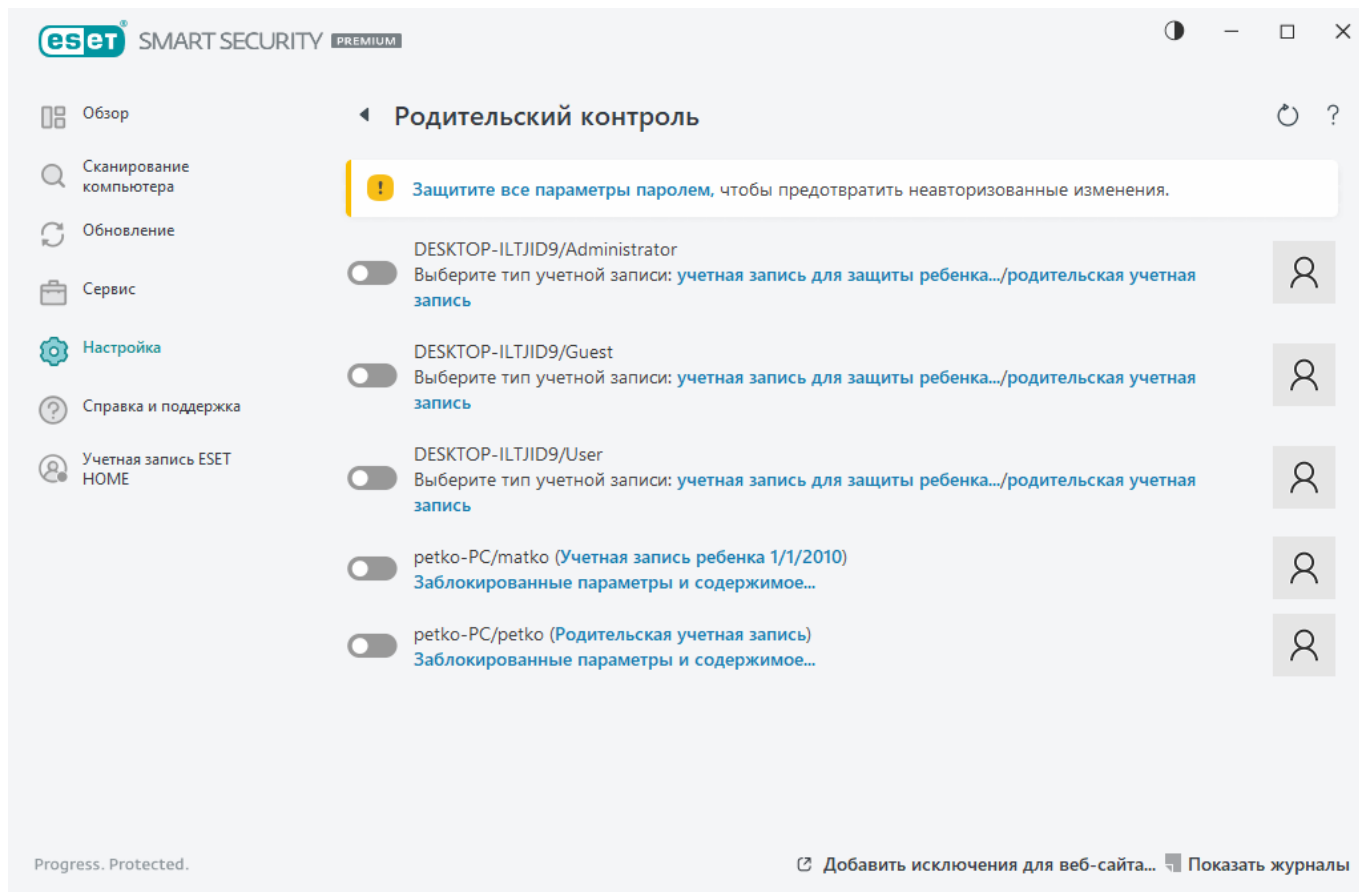 eset® SMART SECURITY PREMIUM
Обзор
Сканирование
компьютера
Обновление
Сервис
Настройка
Справка и поддержка
Учетная запись ESET
HOME
Родительский контроль
?
! Защитите все параметры паролем, чтобы предотвратить неавторизованные изменения.
DESKTOP-ILTJID9/Administrator
Выберите тип учетной записи: учетная запись для защиты ребенка.../родительская учетная
запись
DESKTOP-ILTJID9/Guest
Выберите тип учетной записи: учетная запись для защиты ребенка.../родительская учетная
запись
DESKTOP-ILTJID9/User
Выберите тип учетной записи: учетная запись для защиты ребенка.../родительская учетная
запись
petko-PC/matko (Учетная запись ребенка 1/1/2010)
Заблокированные параметры и содержимое...
petko-PC/petko (Родительская учетная запись)
Заблокированные параметры и содержимое...
Progress. Protected.
Добавить исключения для веб-сайта... Показать журналы